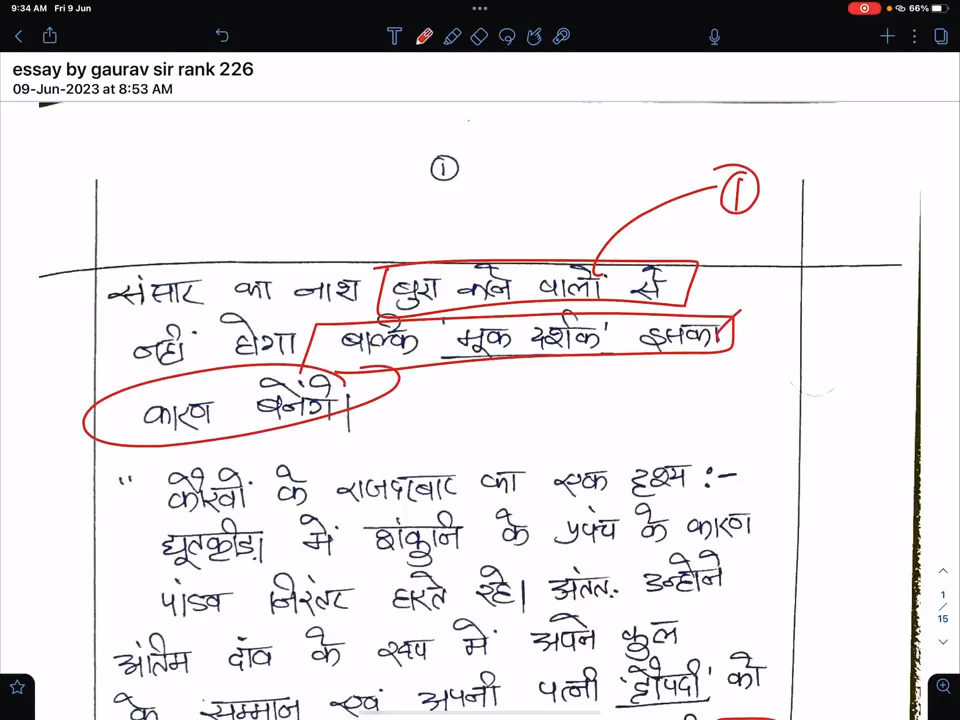 9:34 AM Fri 9 Jun
66%
essay by gaurav sir rank 226
09-Jun-2023 at 8:53 AM
1
1
संसार का नाश बुरा करने वालों से
नहीं होगा बल्कि 'मूक दर्शक' इसका
कारण बनेंगे।
" कौरवों के राजदरबार का एक दृश्य :-
द्यूतक्रीड़ा में शकुनि के प्रपंच के कारण
पांडव निरंतर हारते रहे। अंततः उन्होंने
अंतिम दांव के रूप में अपने कुल
के सम्मान एवं अपनी पत्नी 'द्रौपदी' को
1
/
15